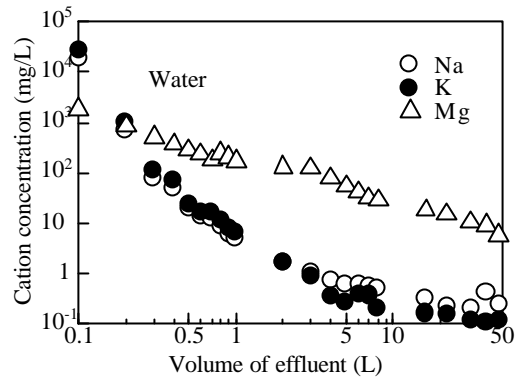 10^5
10^4
10^3
10^2
10
1
10^-1
Cation concentration (mg/L)
Water
Na
K
Mg
0.1 0.5 1 5 10 50
Volume of effluent (L)